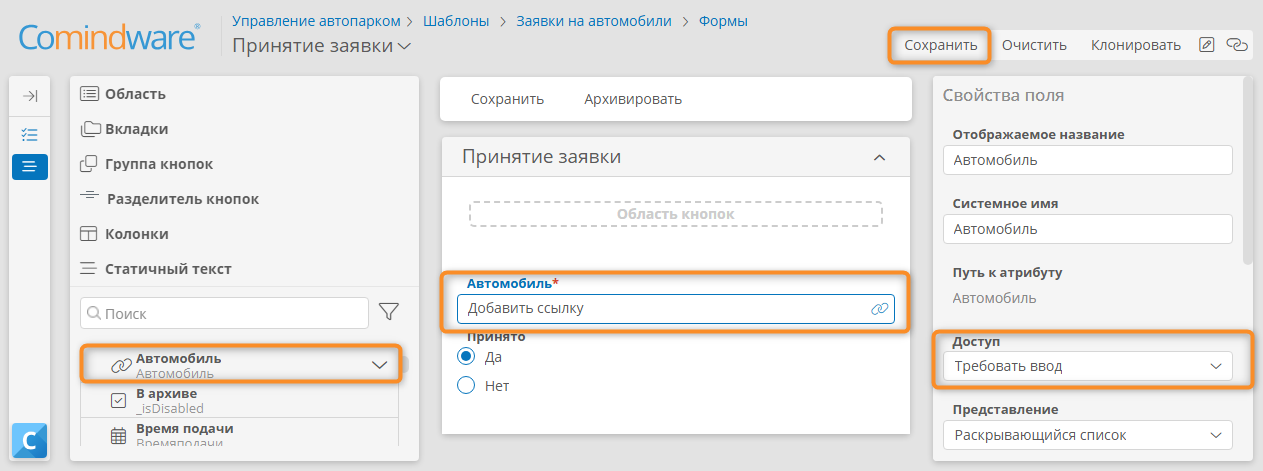 Comindware®
Управление автопарком > Шаблоны > Заявки на автомобили > Формы
Принятие заявки
Сохранить Очистить Клонировать
Область
Вкладки
Группа кнопок
Разделитель кнопок
Колонки
Статичный текст
Поиск
Автомобиль
Автомобиль
В архиве
_isDisabled
Время подачи
Времяподачи
C
Сохранить Архивировать
Принятие заявки
Область кнопок
Автомобиль*
Добавить ссылку
Принято
Да
Нет
Свойства поля
Отображаемое название
Автомобиль
Системное имя
Автомобиль
Путь к атрибуту
Автомобиль
Доступ
Требовать ввод
Представление
Раскрывающийся список